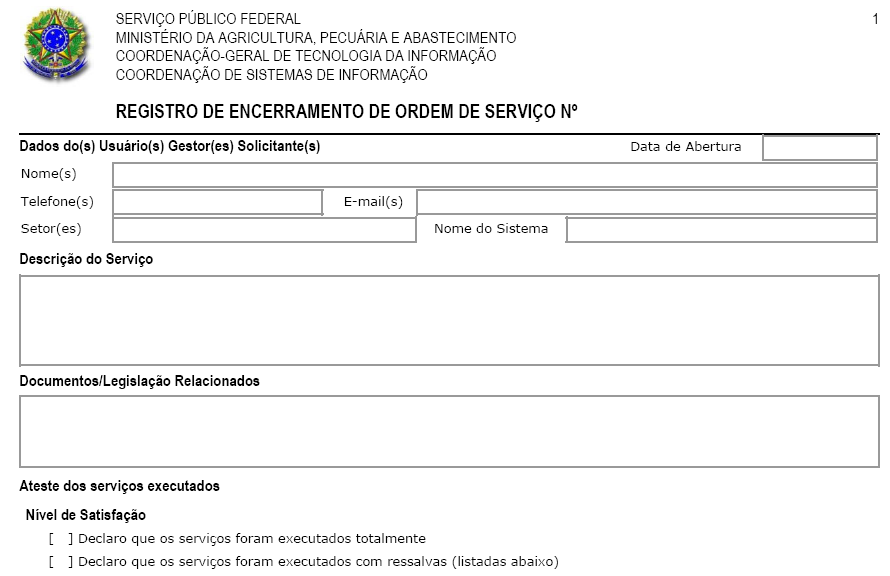 SERVIÇO PÚBLICO FEDERAL 1
MINISTÉRIO DA AGRICULTURA, PECUÁRIA E ABASTECIMENTO
COORDENAÇÃO-GERAL DE TECNOLOGIA DA INFORMAÇÃO
COORDENAÇÃO DE SISTEMAS DE INFORMAÇÃO
REGISTRO DE ENCERRAMENTO DE ORDEM DE SERVIÇO Nº
Dados do(s) Usuário(s) Gestor(es) Solicitante(s) Data de Abertura
Nome(s)
Telefone(s) E-mail(s)
Setor(es) Nome do Sistema
Descrição do Serviço
Documentos/Legislação Relacionados
Ateste dos serviços executados
Nível de Satisfação
[ ] Declaro que os serviços foram executados totalmente
[ ] Declaro que os serviços foram executados com ressalvas (listadas abaixo)